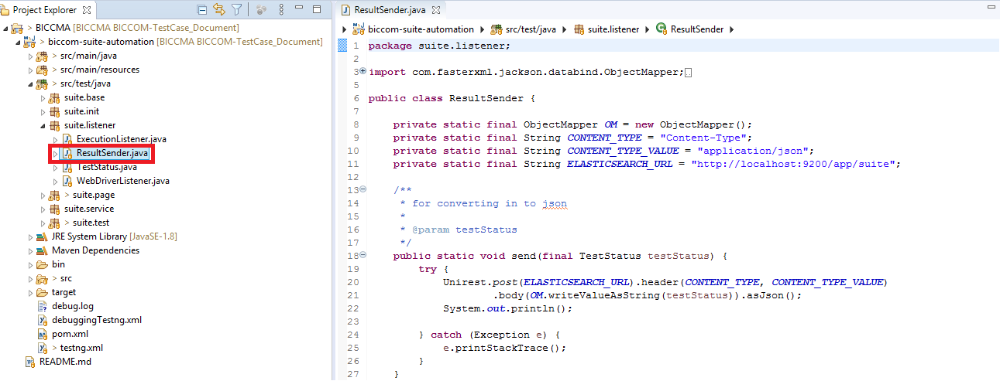 Project Explorer
BICCMA [BICCMA BICCOM-TestCase_Document]
> biccom-suite-automation [BICCMA BICCOM-TestCase_Document]
> src/main/java
> src/main/resources
> src/test/java
suite.base
suite.init
suite.listener
ExecutionListener.java
ResultSender.java
TestStatus.java
WebDriverListener.java
> suite.page
suite.service
> suite.test
JRE System Library [JavaSE-1.8]
Maven Dependencies
bin
> src
target
debug.log
debuggingTestng.xml
pom.xml
> testng.xml
README.md
ResultSender.java
biccom-suite-automation src/test/java suite.listener ResultSender
1 package suite.listener;
2
3 import com.fasterxml.jackson.databind.ObjectMapper;
5
6 public class ResultSender {
7
8 private static final ObjectMapper OM = new ObjectMapper();
9 private static final String CONTENT_TYPE = "Content-Type";
10 private static final String CONTENT_TYPE_VALUE = "application/json";
11 private static final String ELASTICSEARCH_URL = "http://localhost:9200/app/suite";
12
13 /**
14 * for converting in to json
15 *
16 * @param testStatus
17 */
18 public static void send(final TestStatus testStatus) {
19 try {
20 Unirest.post(ELASTICSEARCH_URL).header(CONTENT_TYPE, CONTENT_TYPE_VALUE)
21 .body(OM.writeValueAsString(testStatus)).asJson();
22 System.out.println();
23
24 } catch (Exception e) {
25 e.printStackTrace();
26 }
27 }